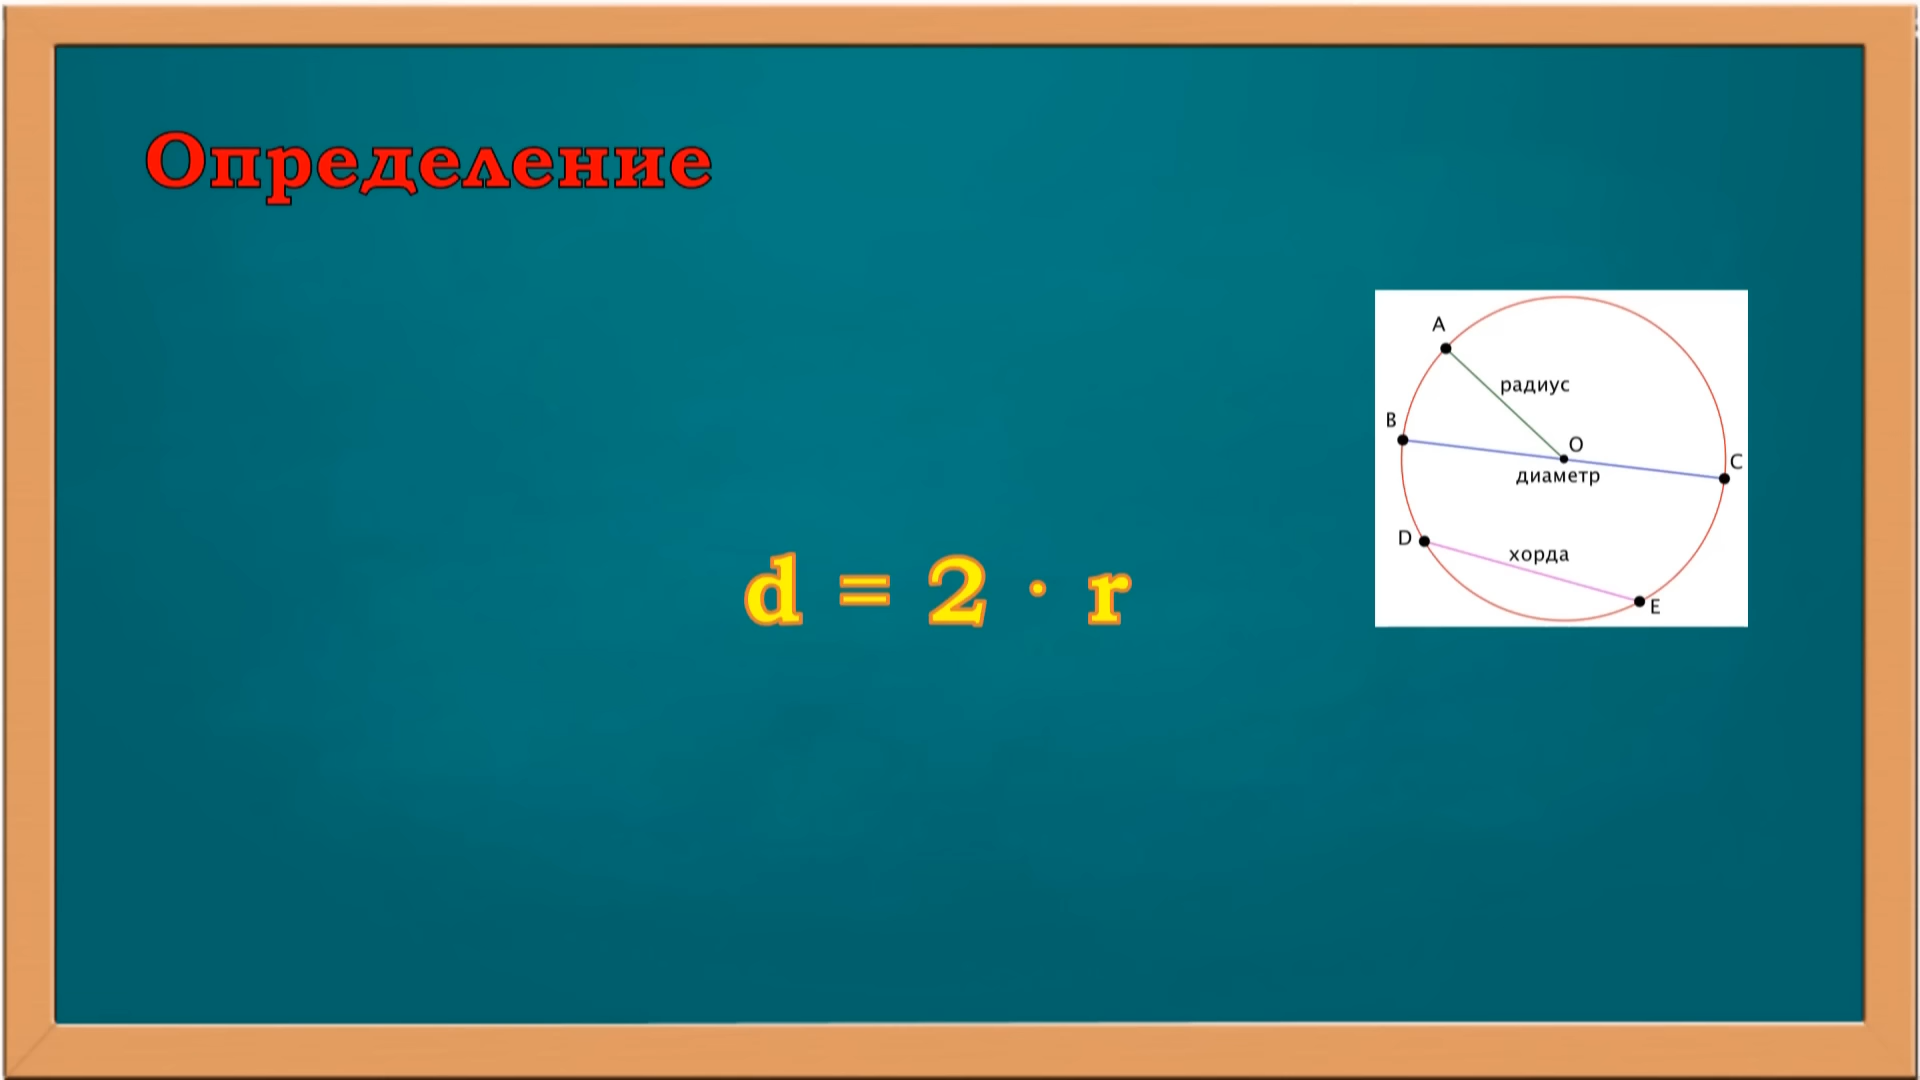 Определение
A
радиус
B
O
C
диаметр
D
хорда
E
d = 2 · r